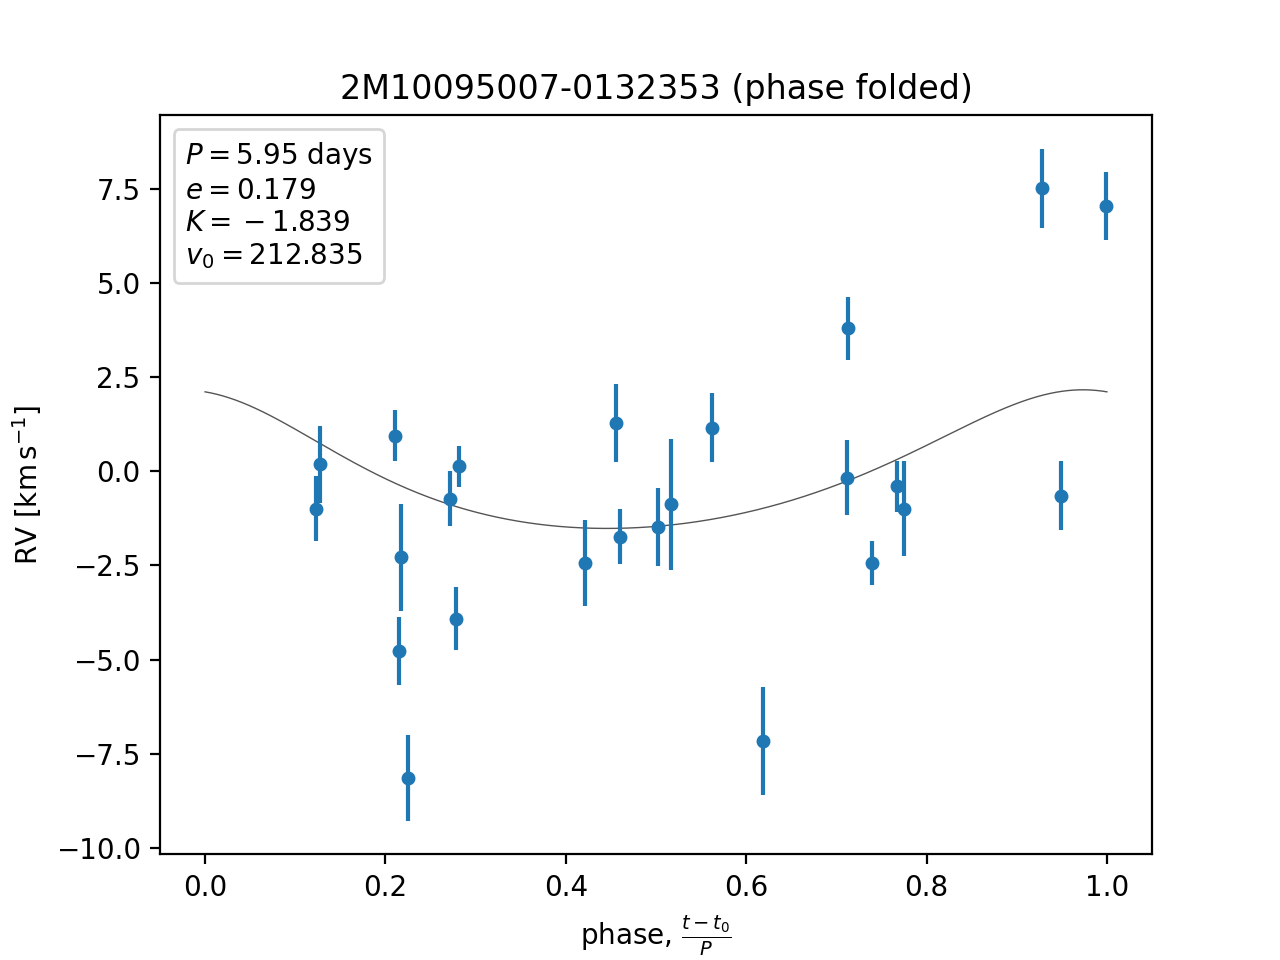 2M10095007-0132353 (phase folded)
P = 5.95 days
e = 0.179
K = −1.839
v₀ = 212.835
RV [km s⁻¹]
7.5
5.0
2.5
0.0
−2.5
−5.0
−7.5
−10.0
0.0 0.2 0.4 0.6 0.8 1.0
phase, (t − t₀)/P